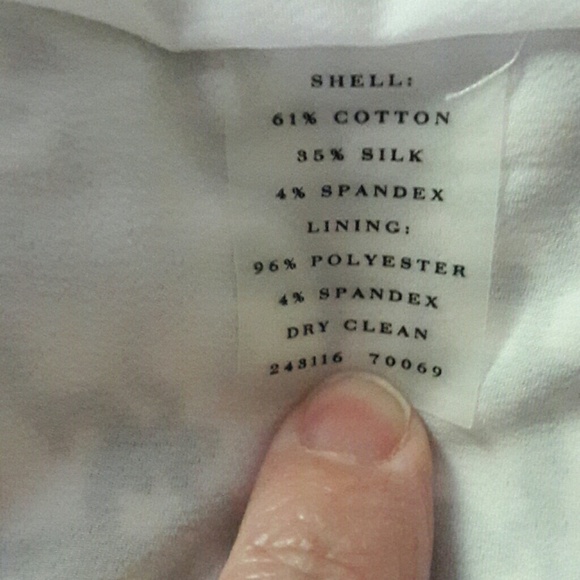 SHELL:
61% COTTON
35% SILK
4% SPANDEX
LINING:
96% POLYESTER
4% SPANDEX
DRY CLEAN
243116 70069